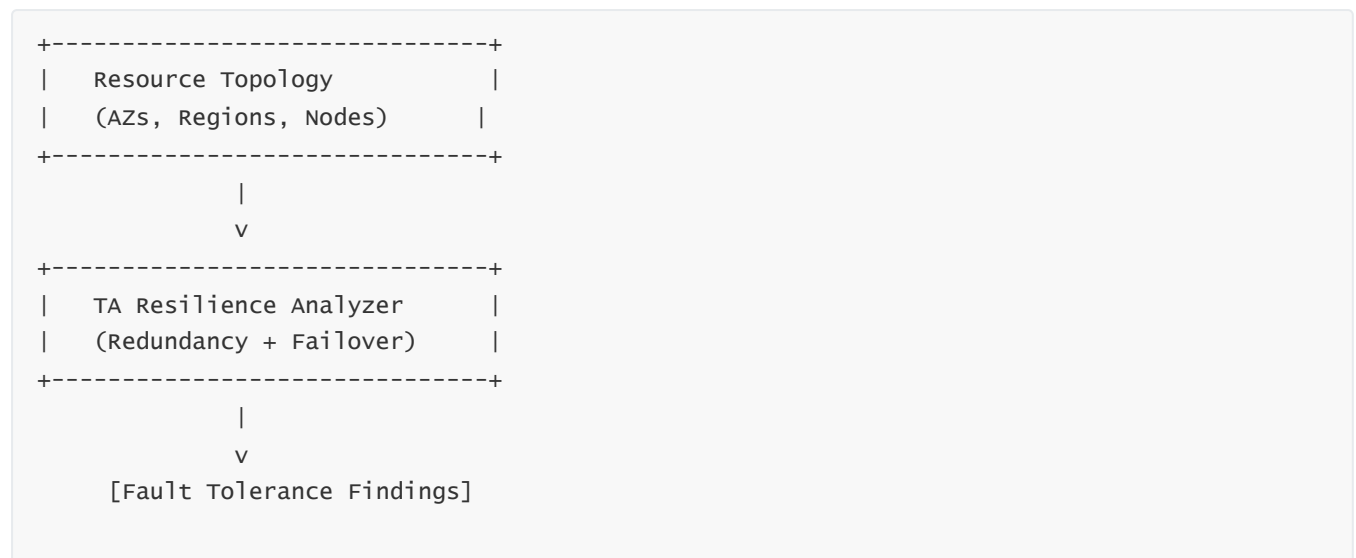 +-------------------------------+
|   Resource Topology           |
|   (AZs, Regions, Nodes)      |
+-------------------------------+
              |
              v
+-------------------------------+
|   TA Resilience Analyzer      |
|   (Redundancy + Failover)     |
+-------------------------------+
              |
              v
     [Fault Tolerance Findings]